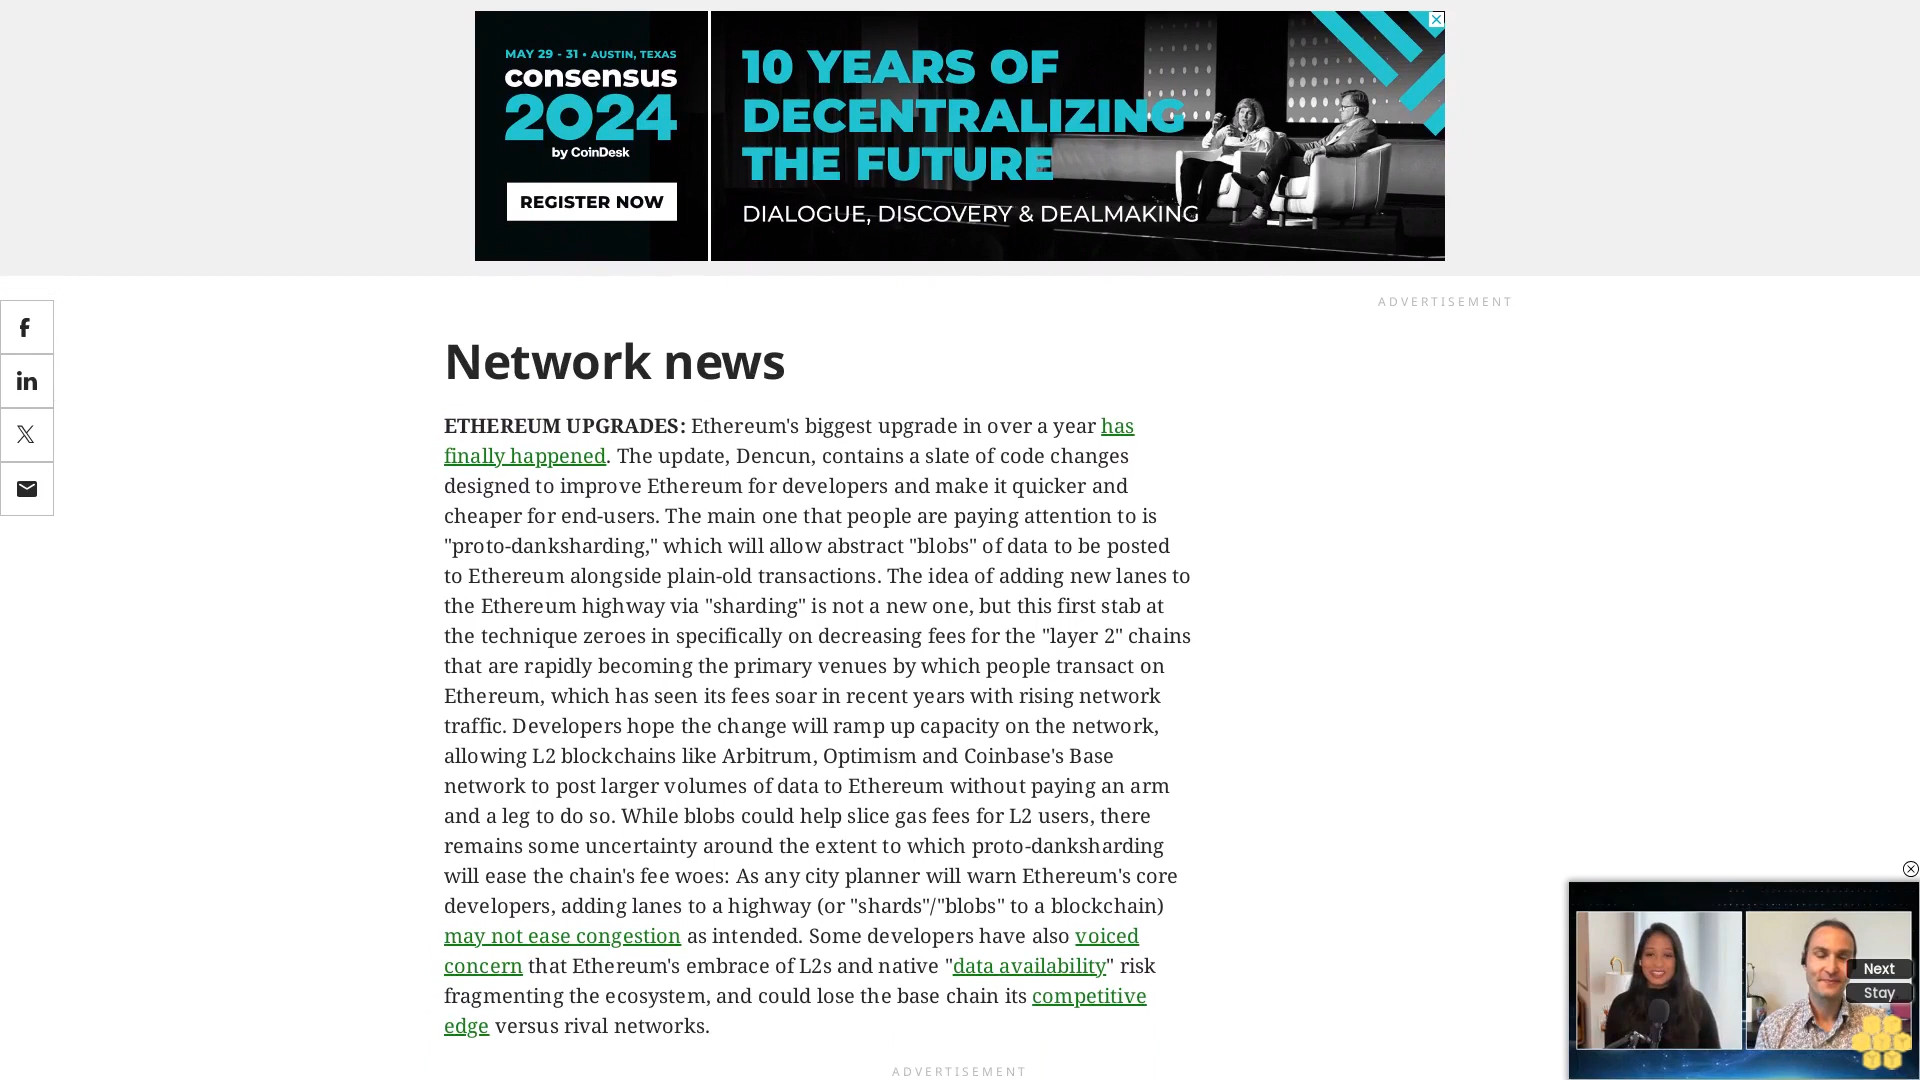 MAY 29 - 31 • AUSTIN, TEXAS
consensus
2024
by CoinDesk
REGISTER NOW
10 YEARS OF
DECENTRALIZING
THE FUTURE
DIALOGUE, DISCOVERY & DEALMAKING
ADVERTISEMENT
Network news
ETHEREUM UPGRADES: Ethereum's biggest upgrade in over a year has
finally happened. The update, Dencun, contains a slate of code changes
designed to improve Ethereum for developers and make it quicker and
cheaper for end-users. The main one that people are paying attention to is
"proto-danksharding," which will allow abstract "blobs" of data to be posted
to Ethereum alongside plain-old transactions. The idea of adding new lanes to
the Ethereum highway via "sharding" is not a new one, but this first stab at
the technique zeroes in specifically on decreasing fees for the "layer 2" chains
that are rapidly becoming the primary venues by which people transact on
Ethereum, which has seen its fees soar in recent years with rising network
traffic. Developers hope the change will ramp up capacity on the network,
allowing L2 blockchains like Arbitrum, Optimism and Coinbase's Base
network to post larger volumes of data to Ethereum without paying an arm
and a leg to do so. While blobs could help slice gas fees for L2 users, there
remains some uncertainty around the extent to which proto-danksharding
will ease the chain's fee woes: As any city planner will warn Ethereum's core
developers, adding lanes to a highway (or "shards"/"blobs" to a blockchain)
may not ease congestion as intended. Some developers have also voiced
concern that Ethereum's embrace of L2s and native "data availability" risk
fragmenting the ecosystem, and could lose the base chain its competitive
edge versus rival networks.
Next
Stay
ADVERTISEMENT